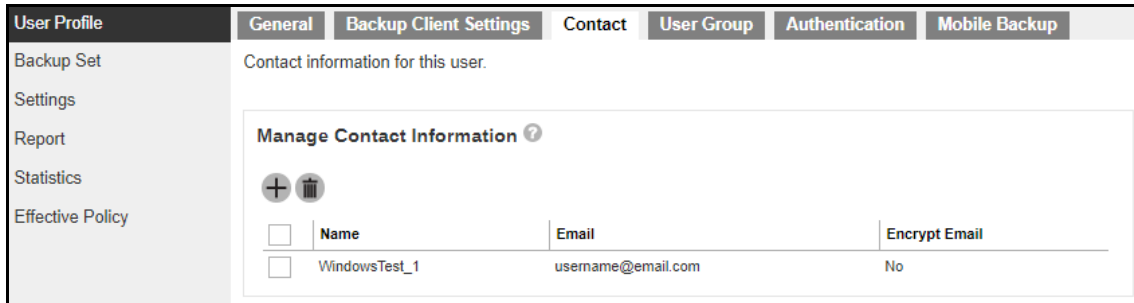 User Profile
General Backup Client Settings Contact User Group Authentication Mobile Backup
Backup Set
Contact information for this user.
Settings
Report
Manage Contact Information ?
Statistics
Effective Policy
Name Email Encrypt Email
WindowsTest_1 username@email.com No